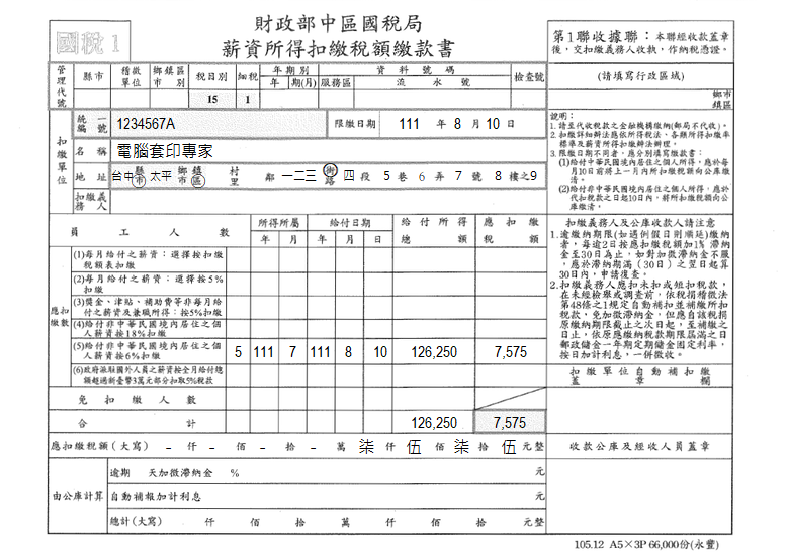 國稅 1
財政部中區國稅局
薪資所得扣繳稅額繳款書
第1聯收據聯：本聯經收款蓋章後，交扣繳義務人收執，作納稅憑證。
管理代號 縣市 稽徵單位 鄉鎮區市別 稅目別 細稅 年期別 資料號碼 檢查號
年 期(月) 服務區 流水號
15 1
(請填寫行政區域)
鄉市鎮區
扣繳單位
統一編號 1234567A 限繳日期 111 年 8 月 10 日
名稱 電腦套印專家
地址 台中 縣市 太平 鄉鎮市區 村里 鄰 一二三 街路 四 段 5 巷 6 弄 7 號 8 樓之9
扣繳義務人
說明：
1.請至代收稅款之金融機構繳納(郵局不代收)。
2.扣繳詳細辦法應依所得稅法、各類所得扣繳率標準及薪資所得扣繳辦法辦理。
3.限繳日期不同者，應分別填寫繳款書：
(1)給付中華民國境內居住之個人所得，應於每月10日前將上一月內所扣繳稅款向公庫繳清。
(2)給付非中華民國境內居住之個人所得，應於代扣稅款之日起10日內，將所扣繳稅款向公庫繳清。
員工人數 所得所屬 給付日期 給付所得總額 應扣繳稅額
年 月 年 月 日
應扣繳數
(1)每月給付之薪資：選擇按扣繳稅額表扣繳
(2)每月給付之薪資：選擇按5%扣繳
(3)獎金、津貼、補助費等非每月給付之薪資及兼職所得：按5%扣繳
(4)給付非中華民國境內居住之個人薪資按18%扣繳
(5)給付非中華民國境內居住之個人薪資按6%扣繳 5 111 7 111 8 10 126,250 7,575
(6)政府派駐國外人員之薪資按全月給付總額超過新臺幣3萬元部分扣取5%稅款
免扣繳人數
合計 126,250 7,575
應扣繳稅額(大寫) - 仟 - 佰 - 拾 - 萬 柒 仟 伍 佰 柒 拾 伍 元整
由公庫計算
逾期 天加徵滯納金 % 元
自動補報加計利息 元
總計(大寫) 仟 佰 拾 萬 仟 佰 拾 元整
扣繳義務人及公庫收款人請注意
1.逾繳納期限(如遇例假日則順延)繳納者，每逾2日按應扣繳稅額加1%滯納金至30日為止，如對加徵滯納金不服，應於滯納期滿（30日）之翌日起算30日內，申請復查。
2.扣繳義務人應扣未扣或短扣稅款，在未經檢舉或調查前，依稅捐稽徵法第48條之1規定自動補扣並補繳所扣稅款，免加徵滯納金，但應自該稅捐原繳納期限截止之次日起，至補繳之日止，依原應繳納稅款期限屆滿之日郵政儲金一年期定期儲金固定利率，按日加計利息，一併徵收。
扣繳單位自動補扣繳蓋章欄
收款公庫及經收人員蓋章
105.12 A5×3P 66,000份(永豐)